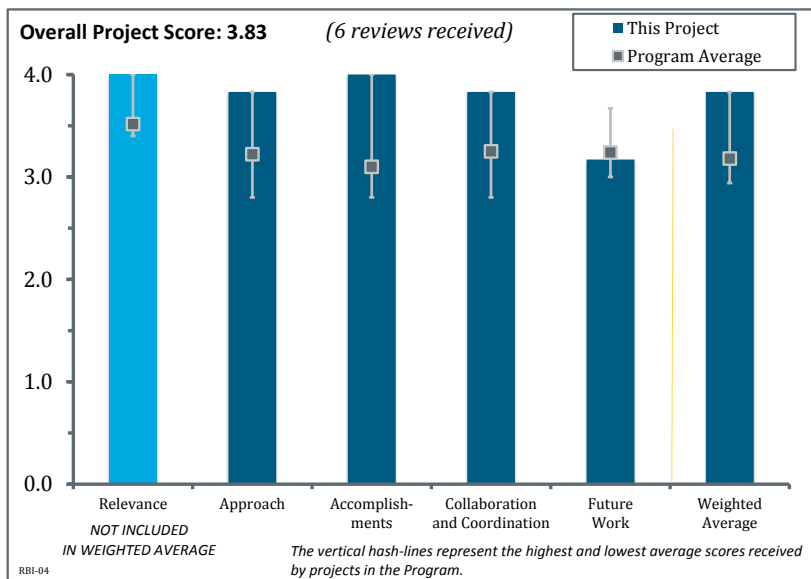 Overall Project Score: 3.83
(6 reviews received)
This Project
Program Average
4.0
3.0
2.0
1.0
0.0
Relevance
Approach
Accomplish-
ments
Collaboration
and Coordination
Future
Work
Weighted
Average
NOT INCLUDED
IN WEIGHTED AVERAGE
The vertical hash-lines represent the highest and lowest average scores received
by projects in the Program.
RBI-04